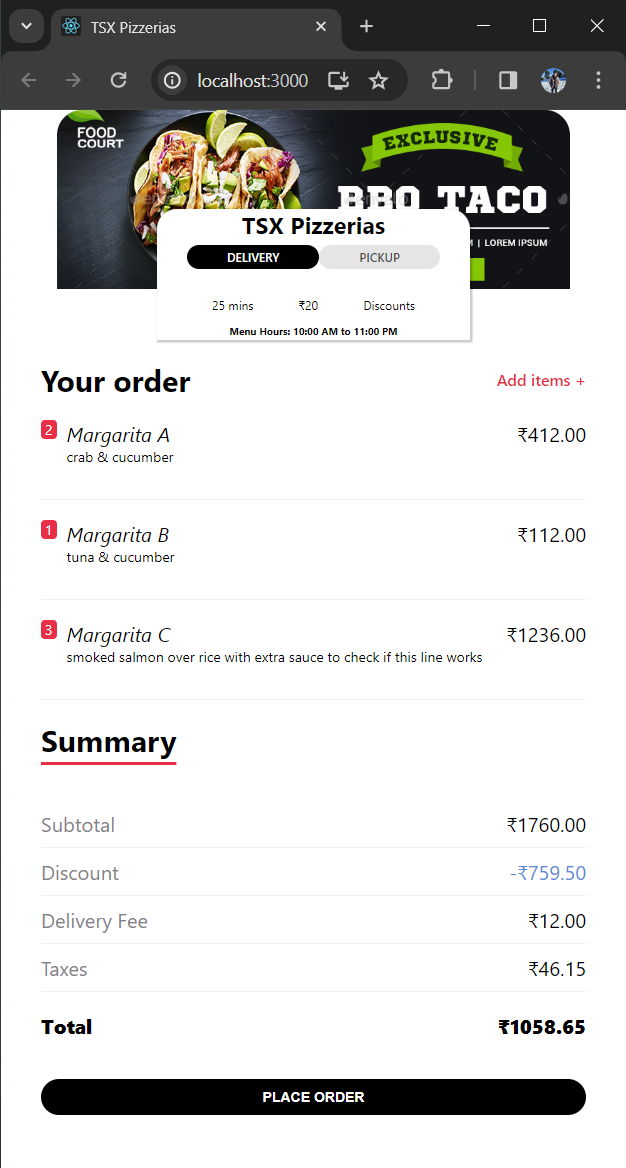 TSX Pizzerias
localhost:3000
FOOD
COURT
EXCLUSIVE
BBQ TACO
M | LOREM IPSUM
TSX Pizzerias
DELIVERY PICKUP
25 mins ₹20 Discounts
Menu Hours: 10:00 AM to 11:00 PM
Your order Add items +
2 Margarita A ₹412.00
crab & cucumber
1 Margarita B ₹112.00
tuna & cucumber
3 Margarita C ₹1236.00
smoked salmon over rice with extra sauce to check if this line works
Summary
Subtotal ₹1760.00
Discount -₹759.50
Delivery Fee ₹12.00
Taxes ₹46.15
Total ₹1058.65
PLACE ORDER